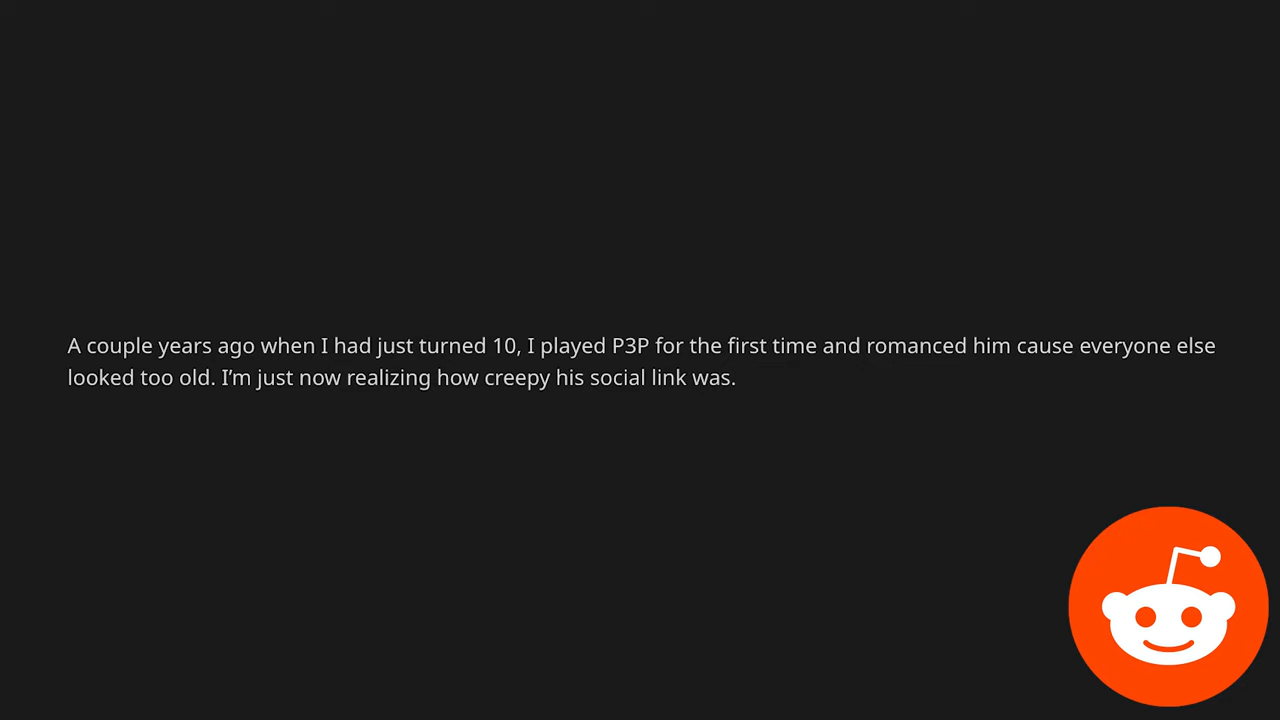 A couple years ago when I had just turned 10, I played P3P for the first time and romanced him cause everyone else
looked too old. I’m just now realizing how creepy his social link was.